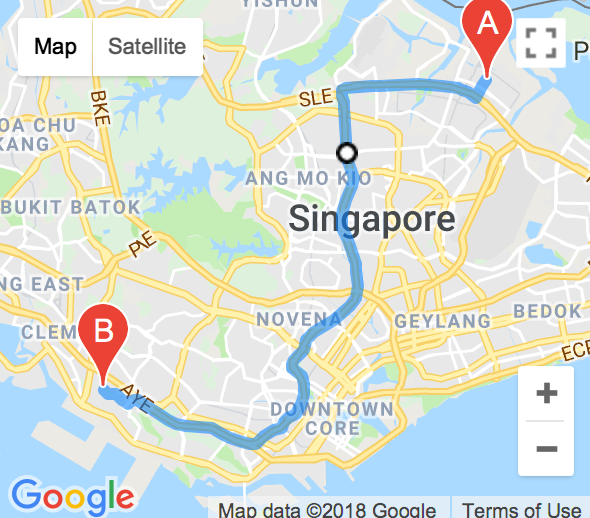 YISHUN
A
Map
Satellite
P
BKE
SLE
OA CHU
KANG
ANG MO KIO
BUKIT BATOK
Singapore
PIE
NG EAST
NOVENA
GEYLANG
BEDOK
CLEM
B
ECP
AYE
DOWNTOWN
CORE
+
−
Google
Map data ©2018 Google
Terms of Use